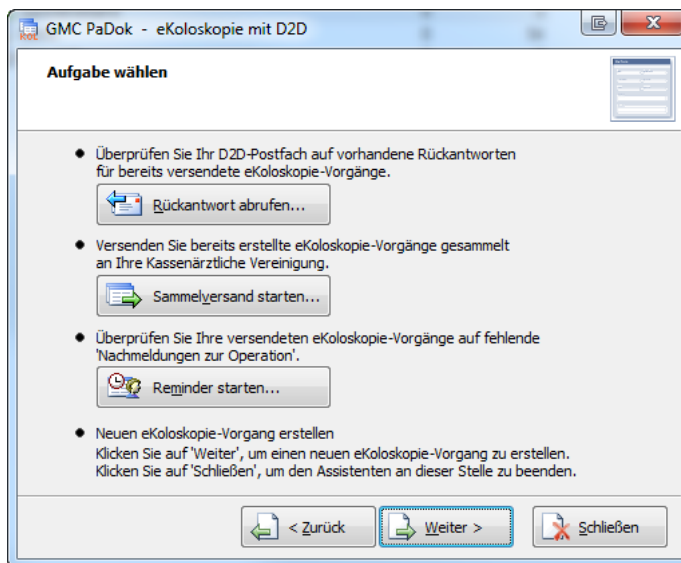 GMC PaDok - eKoloskopie mit D2D
Aufgabe wählen
Überprüfen Sie Ihr D2D-Postfach auf vorhandene Rückantworten
für bereits versendete eKoloskopie-Vorgänge.
Rückantwort abrufen...
Versenden Sie bereits erstellte eKoloskopie-Vorgänge gesammelt
an Ihre Kassenärztliche Vereinigung.
Sammelversand starten...
Überprüfen Sie Ihre versendeten eKoloskopie-Vorgänge auf fehlende
'Nachmeldungen zur Operation'.
Reminder starten...
Neuen eKoloskopie-Vorgang erstellen
Klicken Sie auf 'Weiter', um einen neuen eKoloskopie-Vorgang zu erstellen.
Klicken Sie auf 'Schließen', um den Assistenten an dieser Stelle zu beenden.
< Zurück
Weiter >
Schließen